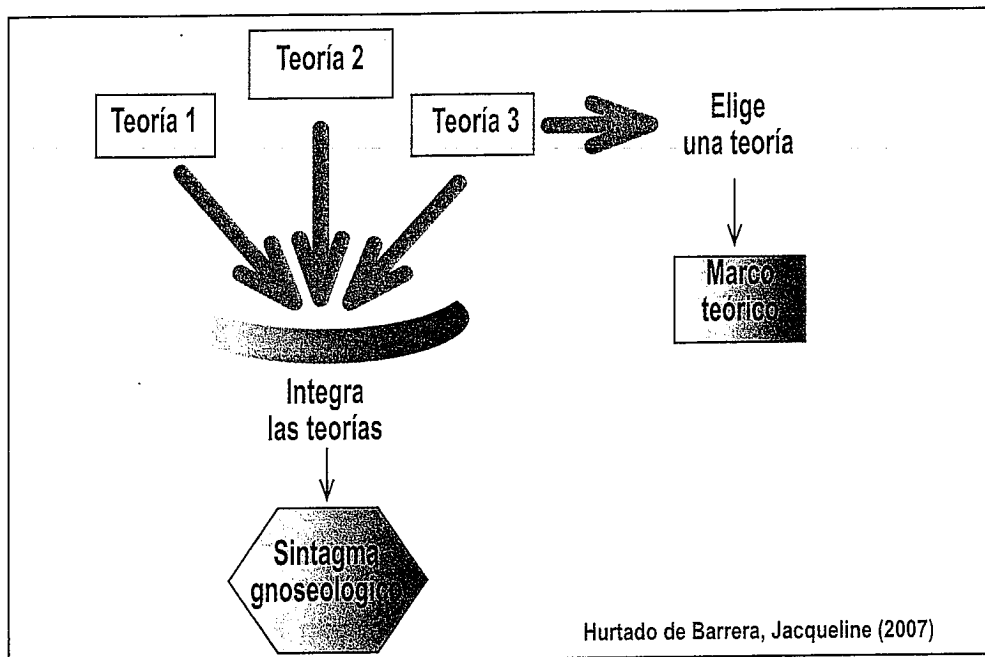 Teoría 1
Teoría 2
Teoría 3
Elige
una teoría
Marco
teórico
Integra
las teorías
Sintagma
gnoseológico
Hurtado de Barrera, Jacqueline (2007)